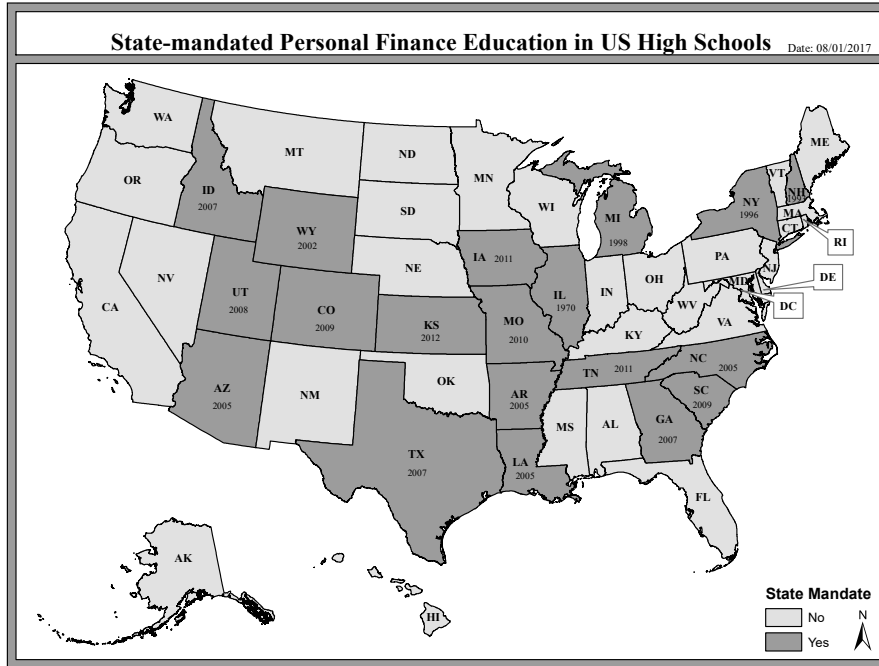 State-mandated Personal Finance Education in US High Schools
Date: 08/01/2017
WA
MT
ND
MN
ME
VT
NH
OR
ID
2007
SD
WI
MI
1998
NY
1996
MA
CT
RI
WY
2002
IA 2011
NE
PA
NJ
NV
UT
2008
CO
2009
KS
2012
MO
2010
IL
1970
IN
OH
WV
MD
DE
DC
VA
CA
KY
AZ
2005
NM
OK
AR
2005
TN 2011
NC
2005
SC
2009
MS
AL
GA
2007
TX
2007
LA
2005
FL
AK
HI
State Mandate
No
Yes
N